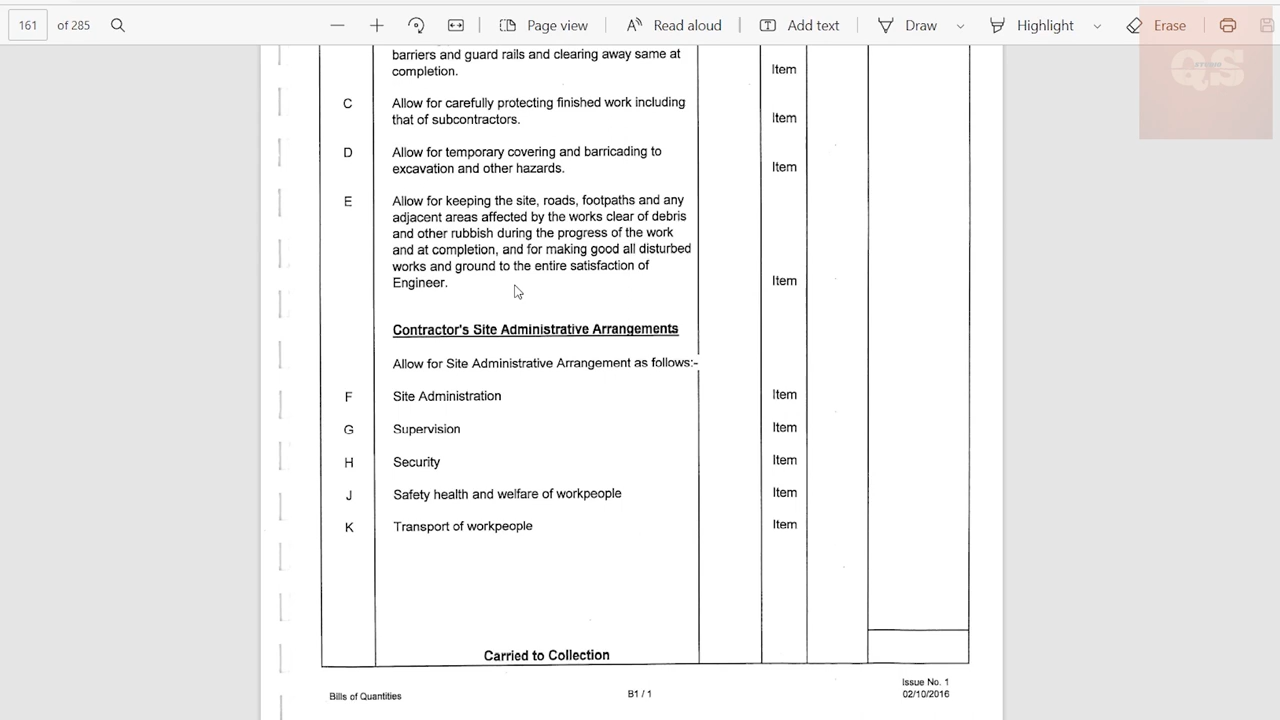 161 of 285 Page view Read aloud Add text Draw Highlight Erase
QS
STUDIO
barriers and guard rails and clearing away same at
completion. Item
C Allow for carefully protecting finished work including
that of subcontractors. Item
D Allow for temporary covering and barricading to
excavation and other hazards. Item
E Allow for keeping the site, roads, footpaths and any
adjacent areas affected by the works clear of debris
and other rubbish during the progress of the work
and at completion, and for making good all disturbed
works and ground to the entire satisfaction of
Engineer. Item
Contractor's Site Administrative Arrangements
Allow for Site Administrative Arrangement as follows:-
F Site Administration Item
G Supervision Item
H Security Item
J Safety health and welfare of workpeople Item
K Transport of workpeople Item
Carried to Collection
Bills of Quantities B1 / 1 Issue No. 1
02/10/2016